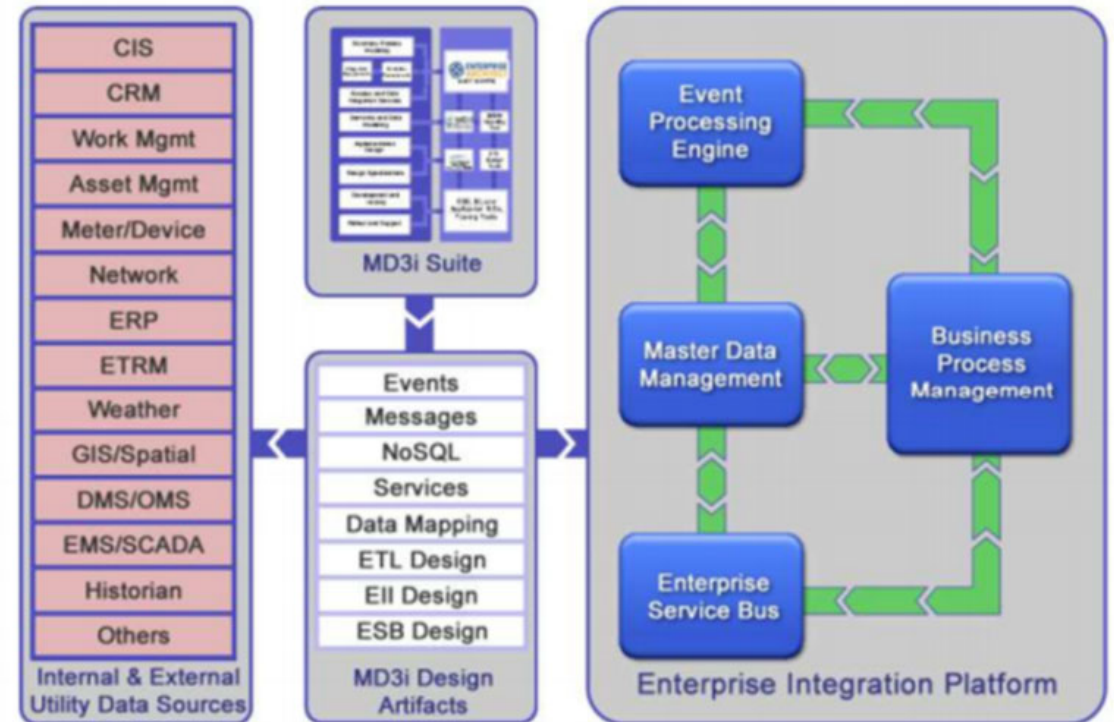 CIS
CRM
Work Mgmt
Asset Mgmt
Meter/Device
Network
ERP
ETRM
Weather
GIS/Spatial
DMS/OMS
EMS/SCADA
Historian
Others
Internal & External
Utility Data Sources
ENTERPRISE
MD3i Suite
Events
Messages
NoSQL
Services
Data Mapping
ETL Design
EII Design
ESB Design
MD3i Design
Artifacts
Event
Processing
Engine
Master Data
Management
Business
Process
Management
Enterprise
Service Bus
Enterprise Integration Platform